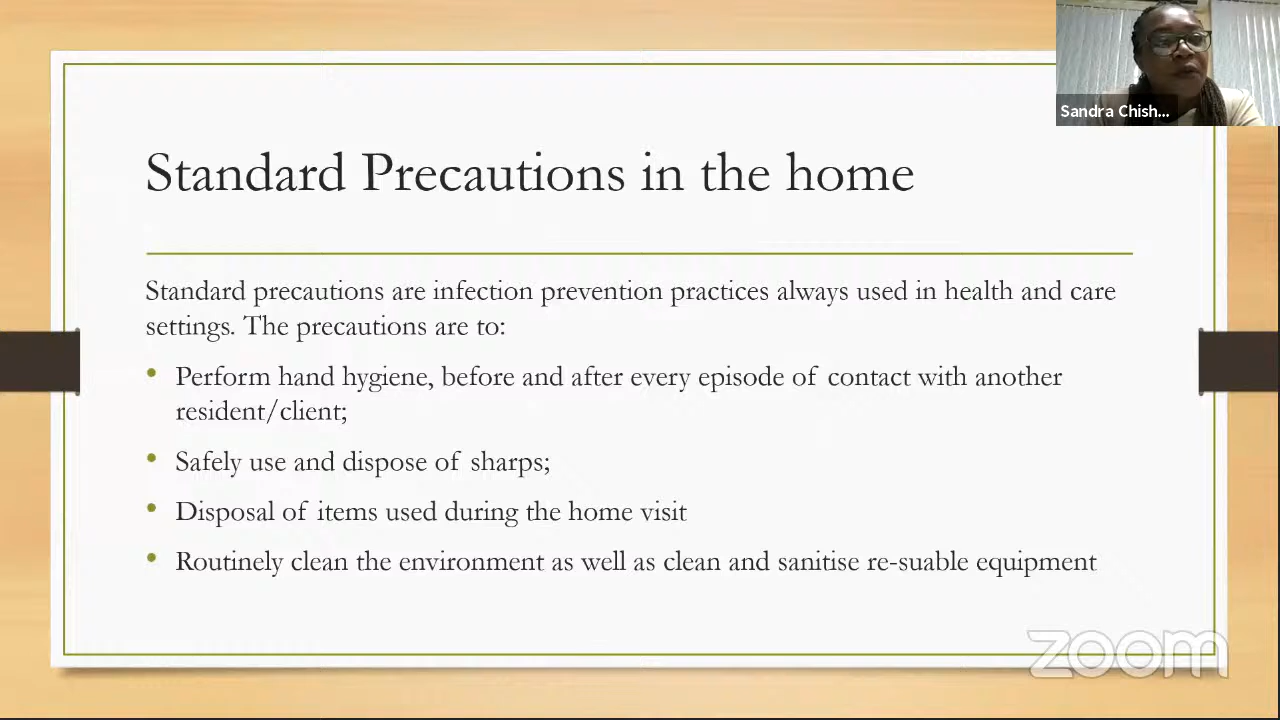 Sandra Chish...
Standard Precautions in the home
Standard precautions are infection prevention practices always used in health and care
settings. The precautions are to:
• Perform hand hygiene, before and after every episode of contact with another
resident/client;
• Safely use and dispose of sharps;
• Disposal of items used during the home visit
• Routinely clean the environment as well as clean and sanitise re-suable equipment
zoom